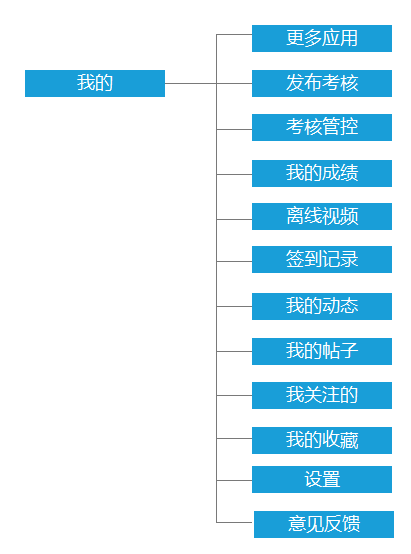 我的
更多应用
发布考核
考核管控
我的成绩
离线视频
签到记录
我的动态
我的帖子
我关注的
我的收藏
设置
意见反馈